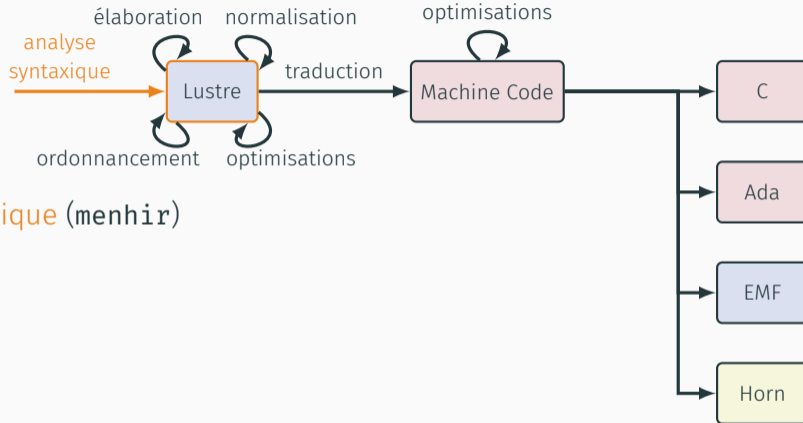 optimisations
élaboration normalisation
analyse
syntaxique
traduction
Lustre
Machine Code
C
ordonnancement optimisations
Ada
ique (menhir)
EMF
Horn